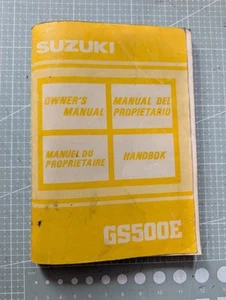 SUZUKI
OWNER'S
MANUAL
MANUAL DEL
PROPIETARIO
MANUEL DU
PROPRIETAIRE
HANDBOK
GS500E